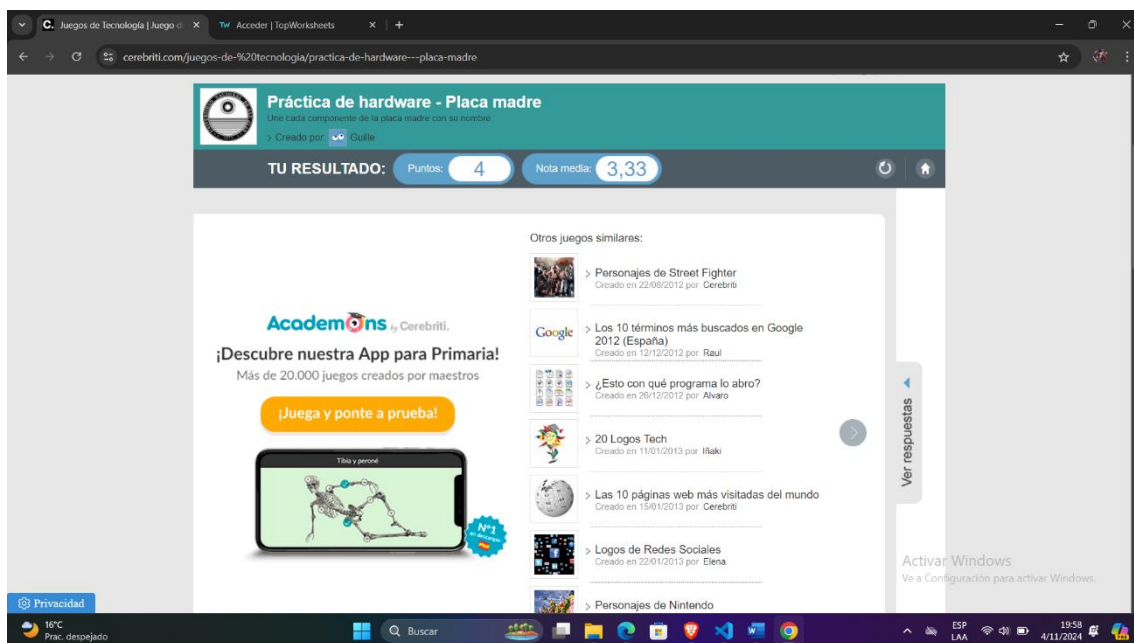 Juegos de Tecnología | Juego d
Acceder | TopWorksheets
cerebriti.com/juegos-de-%20tecnologia/practica-de-hardware---placa-madre
Práctica de hardware - Placa madre
Une cada componente de la placa madre con su nombre
> Creado por: Guille
TU RESULTADO:
Puntos: 4
Nota media: 3,33
Otros juegos similares:
> Personajes de Street Fighter
Creado en 22/08/2012 por Cerebriti
Google
> Los 10 términos más buscados en Google
2012 (España)
Creado en 12/12/2012 por Raul
> ¿Esto con qué programa lo abro?
Creado en 26/12/2012 por Alvaro
> 20 Logos Tech
Creado en 11/01/2013 por Iñaki
> Las 10 páginas web más visitadas del mundo
Creado en 15/01/2013 por Cerebriti
> Logos de Redes Sociales
Creado en 22/01/2013 por Elena
> Personajes de Nintendo
Academons by Cerebriti.
¡Descubre nuestra App para Primaria!
Más de 20.000 juegos creados por maestros
¡Juega y ponte a prueba!
Tibia y peroné
Nº1
en descargas
Ver respuestas
Activar Windows
Ve a Configuración para activar Windows.
Privacidad
16°C
Prac. despejado
Buscar
ESP
LAA
19:58
4/11/2024